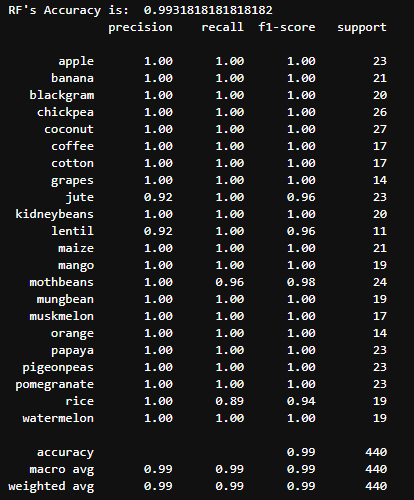 RF's Accuracy is:  0.9931818181818182
              precision    recall  f1-score   support

       apple       1.00      1.00      1.00        23
      banana       1.00      1.00      1.00        21
   blackgram       1.00      1.00      1.00        20
    chickpea       1.00      1.00      1.00        26
     coconut       1.00      1.00      1.00        27
      coffee       1.00      1.00      1.00        17
      cotton       1.00      1.00      1.00        17
      grapes       1.00      1.00      1.00        14
        jute       0.92      1.00      0.96        23
 kidneybeans       1.00      1.00      1.00        20
      lentil       0.92      1.00      0.96        11
       maize       1.00      1.00      1.00        21
       mango       1.00      1.00      1.00        19
   mothbeans       1.00      0.96      0.98        24
    mungbean       1.00      1.00      1.00        19
   muskmelon       1.00      1.00      1.00        17
      orange       1.00      1.00      1.00        14
      papaya       1.00      1.00      1.00        23
  pigeonpeas       1.00      1.00      1.00        23
 pomegranate       1.00      1.00      1.00        23
        rice       1.00      0.89      0.94        19
  watermelon       1.00      1.00      1.00        19

    accuracy                           0.99       440
   macro avg       0.99      0.99      0.99       440
weighted avg       0.99      0.99      0.99       440